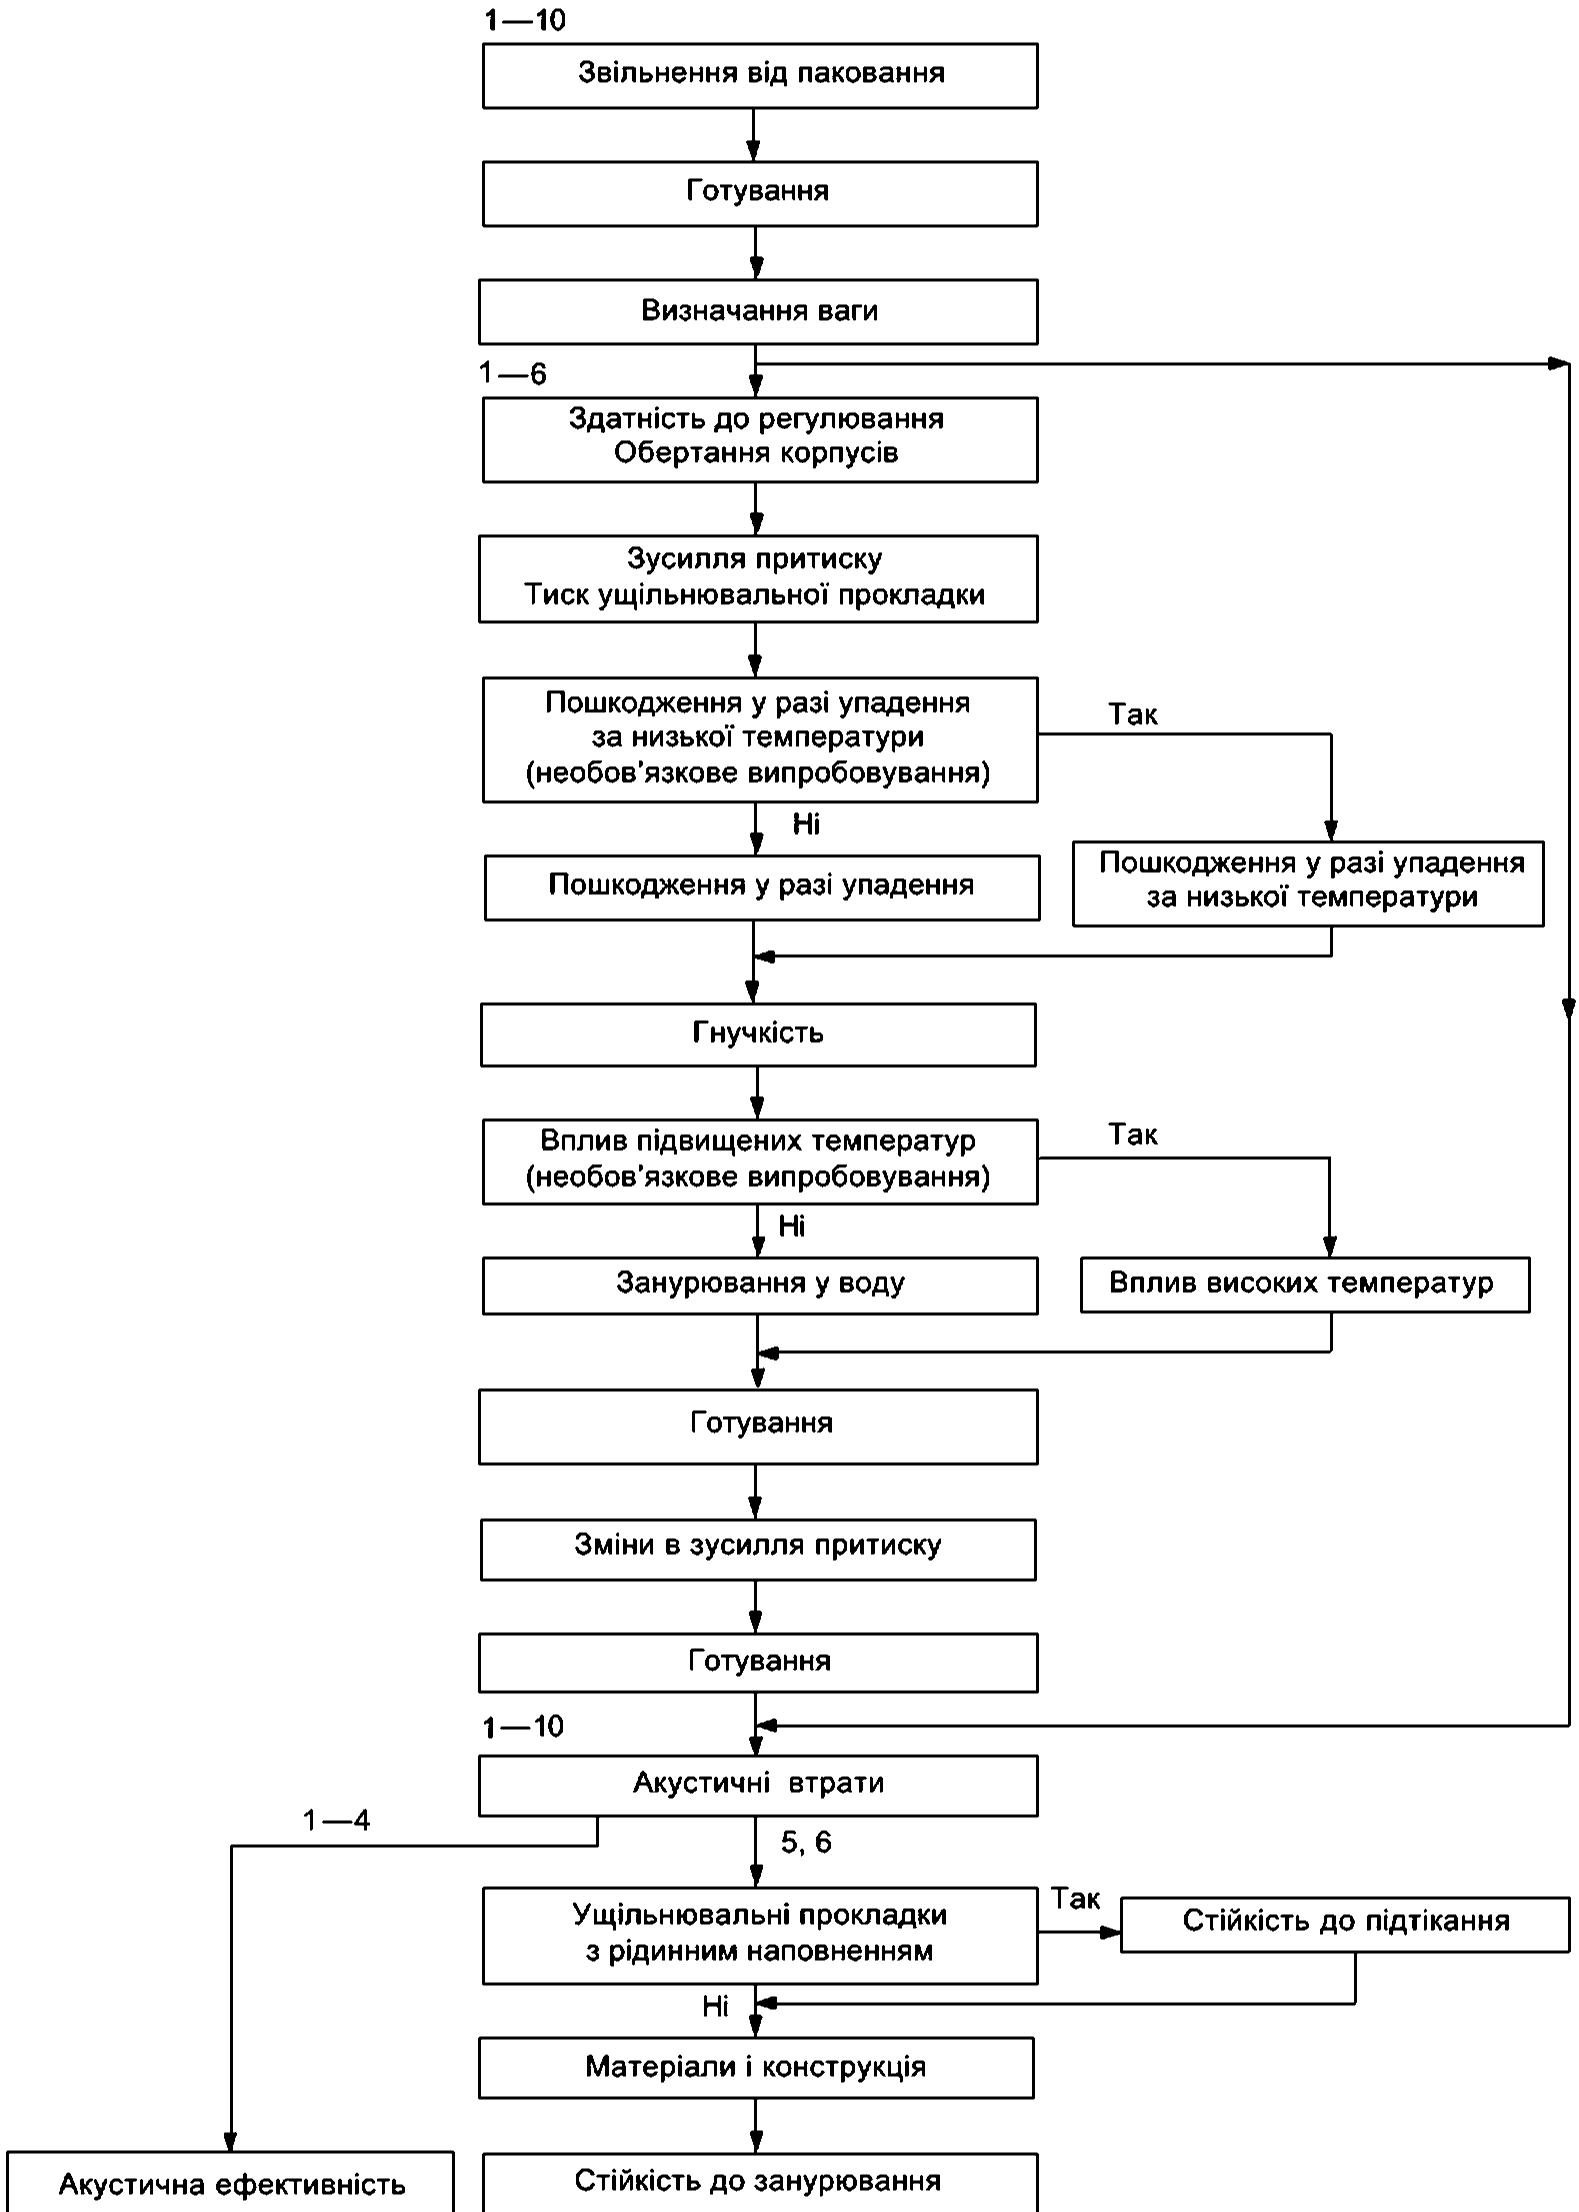 1—10
Звільнення від паковання
Готування
Визначання ваги
1—6
Здатність до регулювання
Обертання корпусів
Зусилля притиску
Тиск ущільнювальної прокладки
Пошкодження у разі упадення
за низької температури
(необов’язкове випробовування)
Так
Ні
Пошкодження у разі упадення
Пошкодження у разі упадення
за низької температури
Гнучкість
Вплив підвищених температур
(необов’язкове випробовування)
Так
Ні
Занурювання у воду
Вплив високих температур
Готування
Зміни в зусилля притиску
Готування
1—10
Акустичні втрати
1—4
5, 6
Ущільнювальні прокладки
з рідинним наповненням
Так
Стійкість до підтікання
Ні
Матеріали і конструкція
Акустична ефективність
Стійкість до занурювання